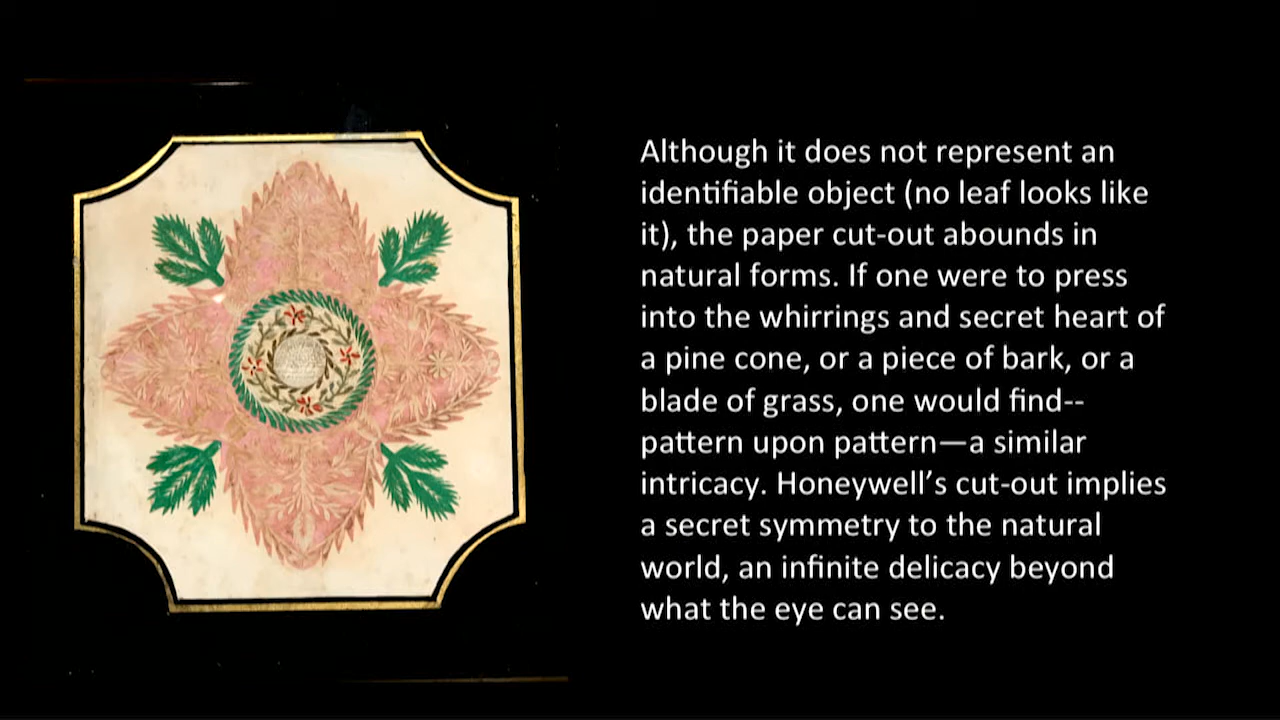 Although it does not represent an
identifiable object (no leaf looks like
it), the paper cut-out abounds in
natural forms. If one were to press
into the whirrings and secret heart of
a pine cone, or a piece of bark, or a
blade of grass, one would find--
pattern upon pattern—a similar
intricacy. Honeywell’s cut-out implies
a secret symmetry to the natural
world, an infinite delicacy beyond
what the eye can see.